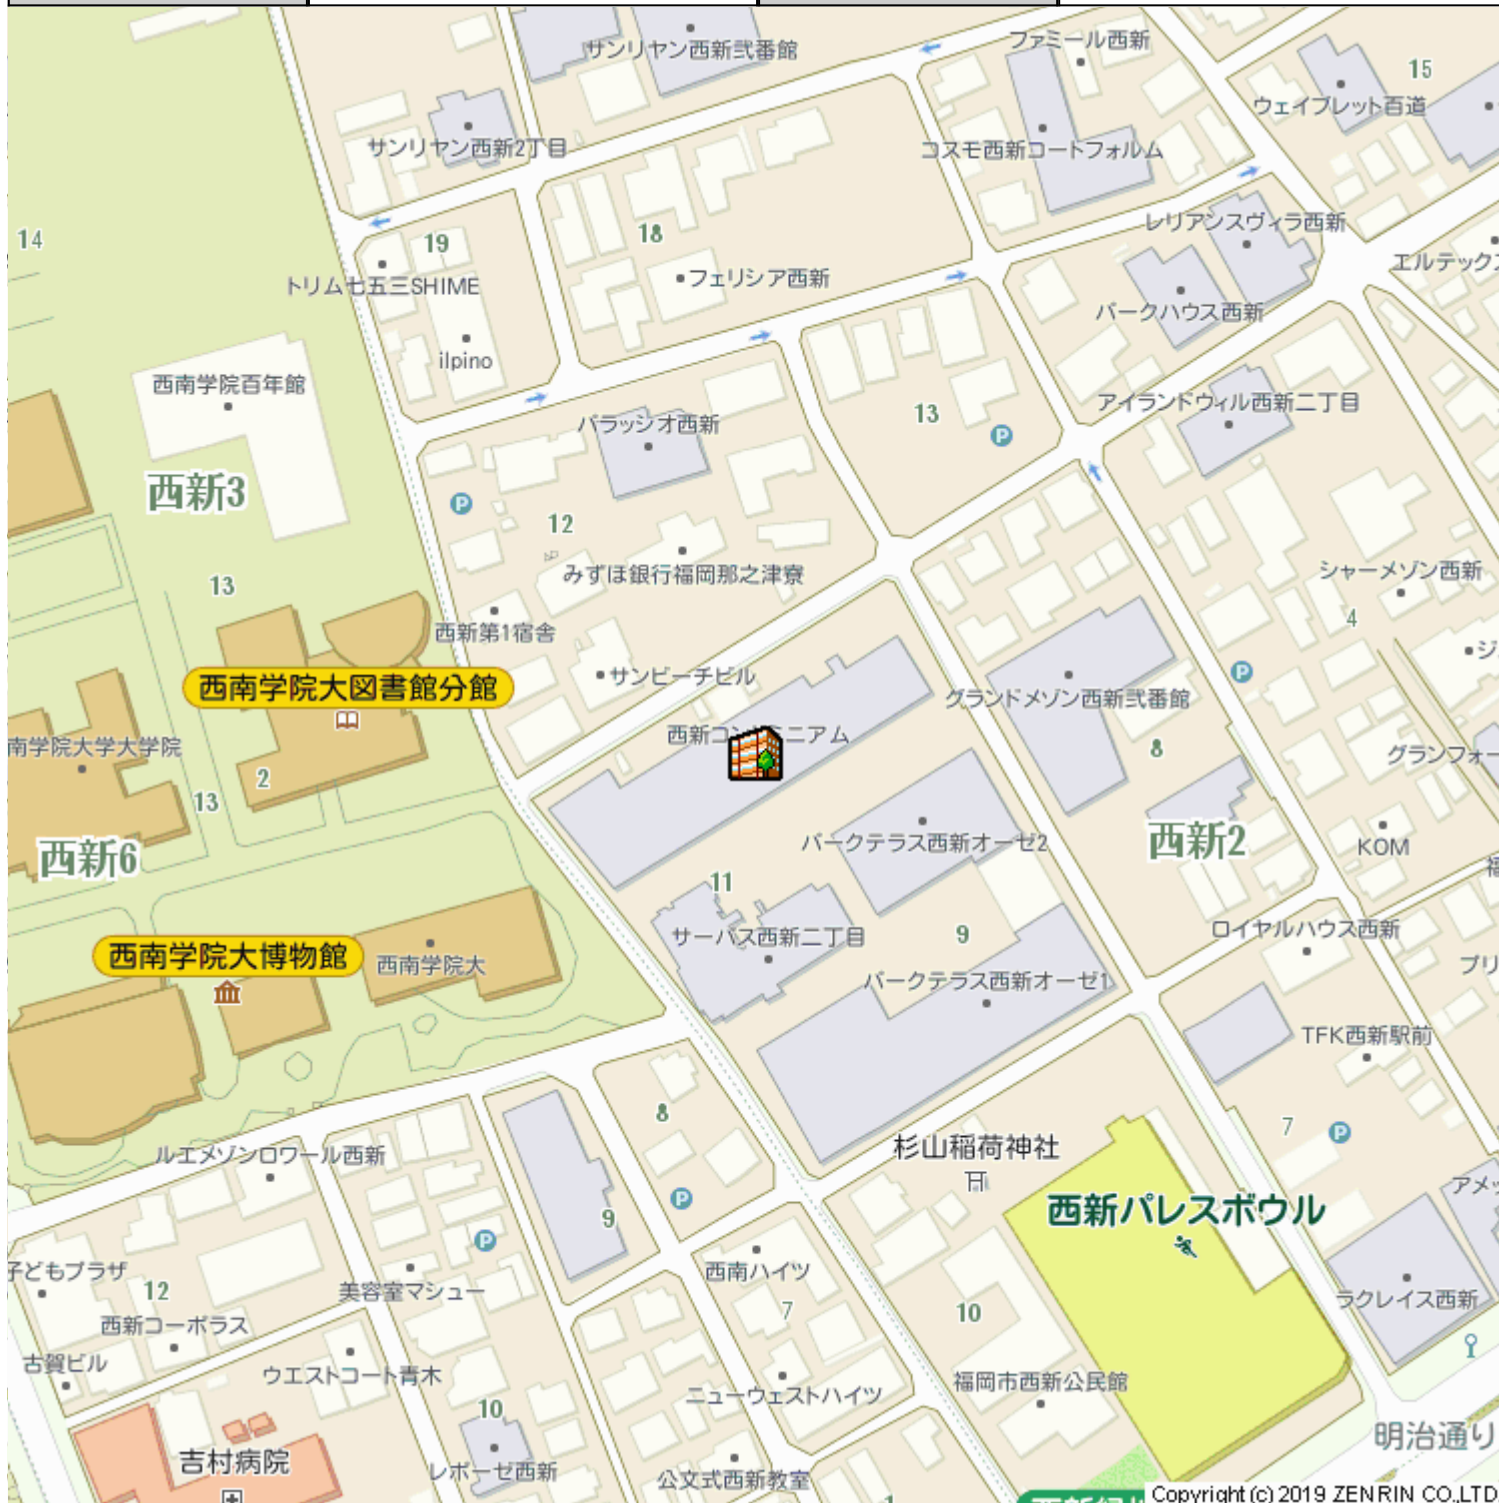 サンリヤン西新弐番館
ファミール西新
15
ウェイブレット百道
サンリヤン西新2丁目
コスモ西新コートフォルム
14
19
18
レリアンスヴィラ西新
エルテックス
トリム七五三SHIME
フェリシア西新
パークハウス西新
ilpino
西南学院百年館
13
P
アイランドヴィル西新二丁目
パラッシオ西新
西新3
P
12
みずほ銀行福岡那之津寮
シャーメゾン西新
13
4
西新第1宿舎
サンビーチビル
P
西南学院大図書館分館
グランドメゾン西新弐番館
南学院大学大学院
西新コンドミニアム
8
グランフォー
2
13
パークテラス西新オーゼ2
西新2
KOM
西新6
11
福
サーパス西新二丁目
9
ロイヤルハウス西新
西南学院大博物館
西南学院大
パークテラス西新オーゼ1
プリ
TFK西新駅前
8
7
P
ルエメゾンロワール西新
杉山稲荷神社
アメッ
P
9
西新パレスボウル
P
子どもプラザ
西南ハイツ
12
美容室マシュー
7
10
ラクレイス西新
西新コーポラス
古賀ビル
ウエストコート青木
ニューウェストハイツ
福岡市西新公民館
10
明治通り
吉村病院
レポーゼ西新
公文式西新教室
Copyright (c) 2019 ZENRIN CO.,LTD